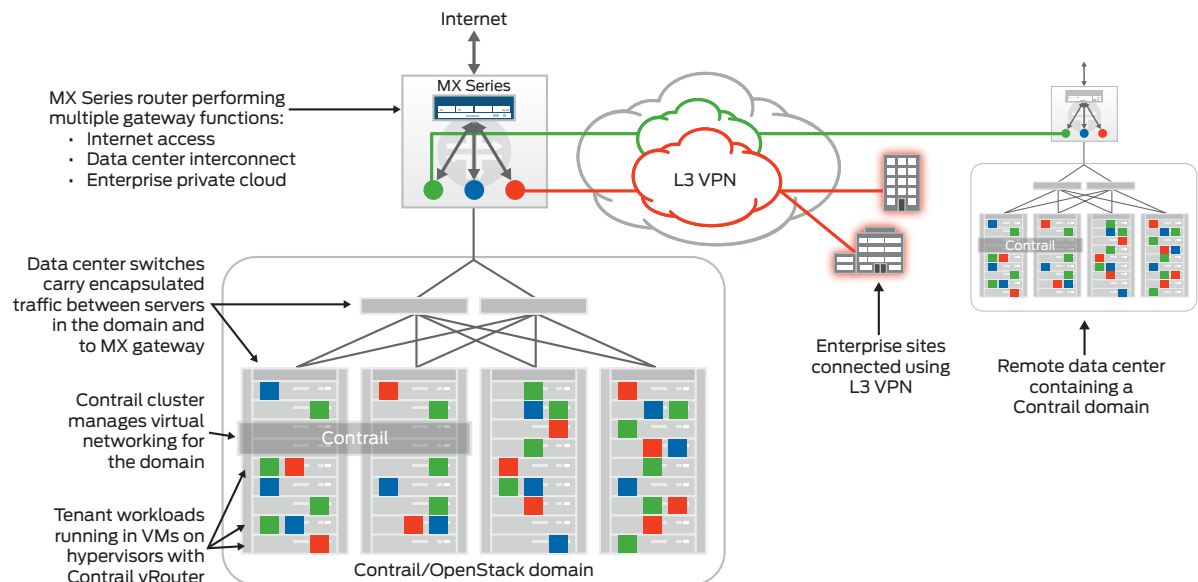 Internet
MX Series
MX Series router performing
multiple gateway functions:
· Internet access
· Data center interconnect
· Enterprise private cloud
L3 VPN
Data center switches
carry encapsulated
traffic between servers
in the domain and
to MX gateway
Contrail
Enterprise sites
connected using
L3 VPN
Remote data center
containing a
Contrail domain
Contrail cluster
manages virtual
networking for
the domain
Contrail
Tenant workloads
running in VMs on
hypervisors with
Contrail vRouter
Contrail/OpenStack domain